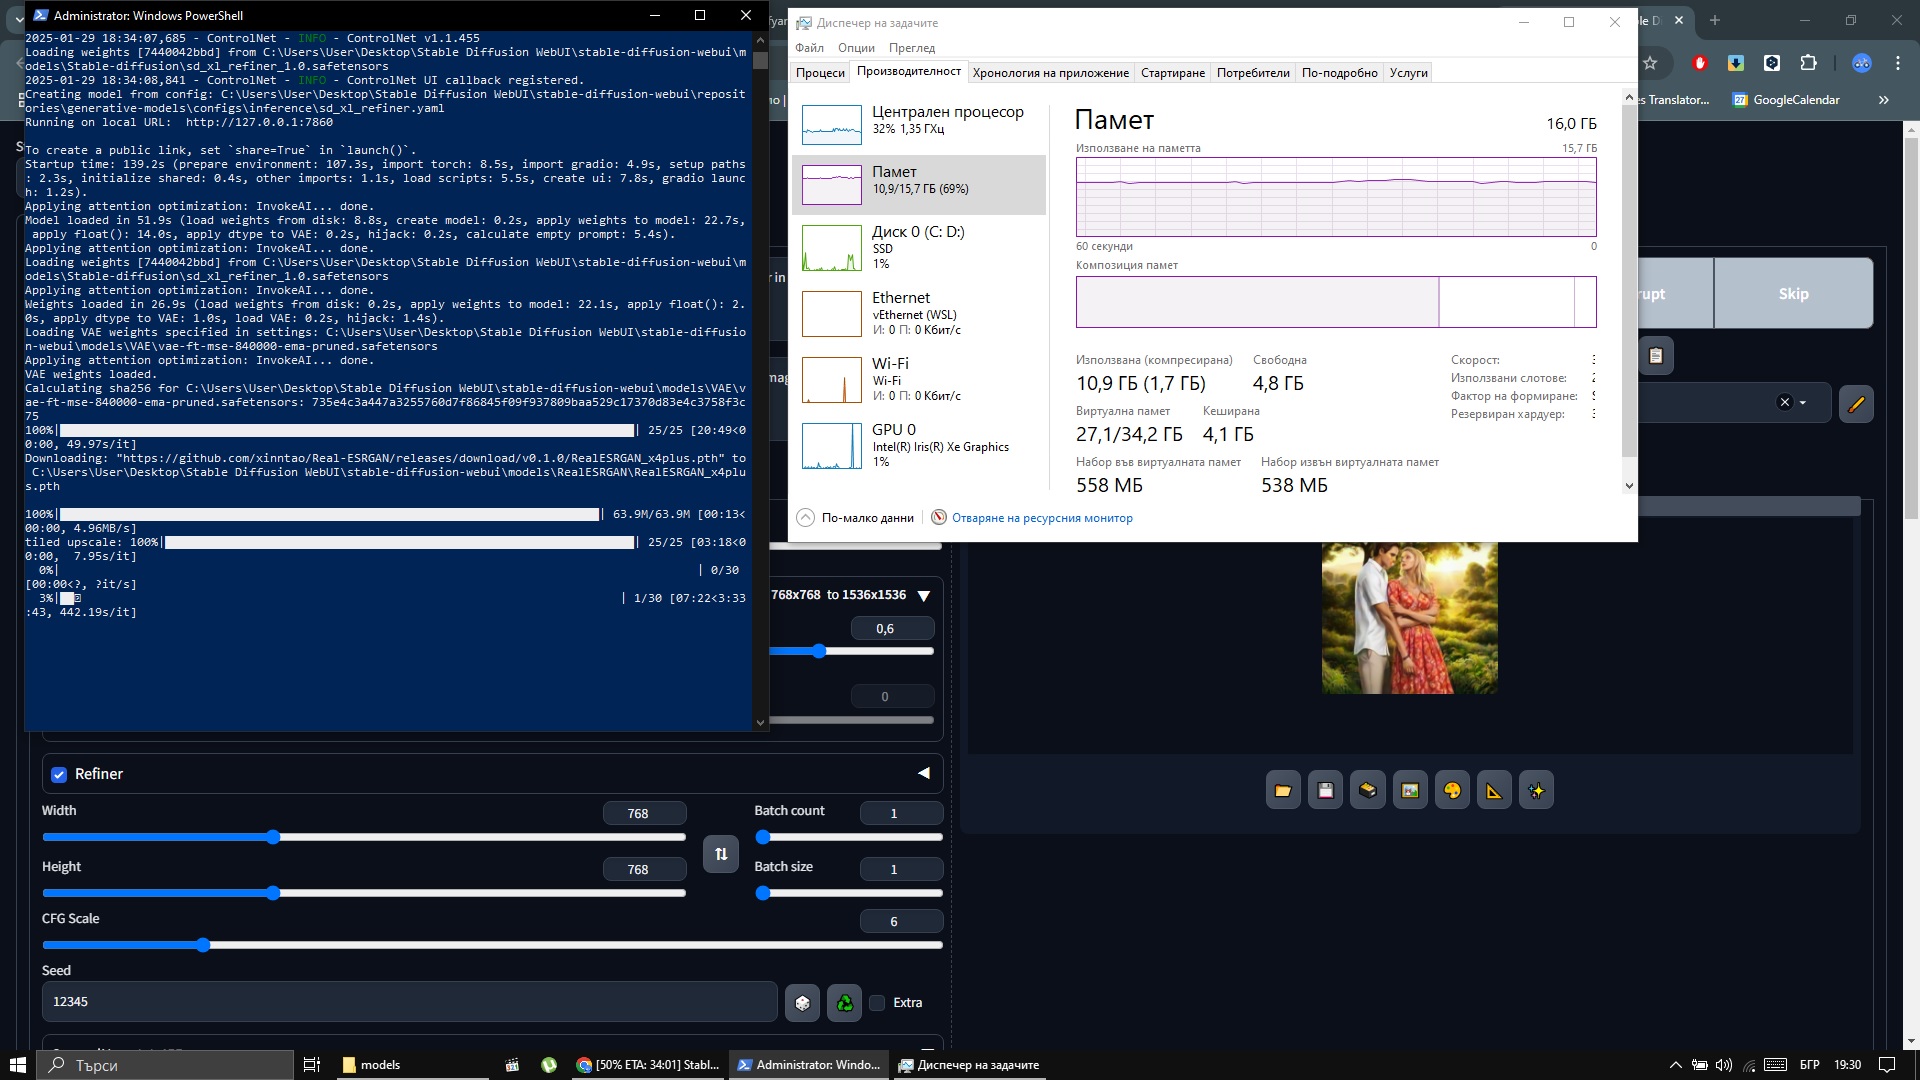 Administrator: Windows PowerShell
2025-01-29 18:34:07,685 - ControlNet - INFO - ControlNet v1.1.455
Loading weights [7440042bbd] from C:\Users\User\Desktop\Stable Diffusion WebUI\stable-diffusion-webui\m
odels\Stable-diffusion\sd_xl_refiner_1.0.safetensors
2025-01-29 18:34:08,841 - ControlNet - INFO - ControlNet UI callback registered.
Creating model from config: C:\Users\User\Desktop\Stable Diffusion WebUI\stable-diffusion-webui\reposit
ories\generative-models\configs\inference\sd_xl_refiner.yaml
Running on local URL:  http://127.0.0.1:7860
To create a public link, set `share=True` in `launch()`.
Startup time: 139.2s (prepare environment: 107.3s, import torch: 8.5s, import gradio: 4.9s, setup paths
: 2.3s, initialize shared: 0.4s, other imports: 1.1s, load scripts: 5.5s, create ui: 7.8s, gradio launc
h: 1.2s).
Applying attention optimization: InvokeAI... done.
Model loaded in 51.9s (load weights from disk: 8.8s, create model: 0.2s, apply weights to model: 22.7s,
 apply float(): 14.0s, apply dtype to VAE: 0.2s, hijack: 0.2s, calculate empty prompt: 5.4s).
Applying attention optimization: InvokeAI... done.
Loading weights [7440042bbd] from C:\Users\User\Desktop\Stable Diffusion WebUI\stable-diffusion-webui\m
odels\Stable-diffusion\sd_xl_refiner_1.0.safetensors
Applying attention optimization: InvokeAI... done.
Weights loaded in 26.9s (load weights from disk: 0.2s, apply weights to model: 22.1s, apply float(): 2.
0s, apply dtype to VAE: 1.0s, load VAE: 0.2s, hijack: 1.4s).
Loading VAE weights specified in settings: C:\Users\User\Desktop\Stable Diffusion WebUI\stable-diffusio
n-webui\models\VAE\vae-ft-mse-840000-ema-pruned.safetensors
Applying attention optimization: InvokeAI... done.
VAE weights loaded.
Calculating sha256 for C:\Users\User\Desktop\Stable Diffusion WebUI\stable-diffusion-webui\models\VAE\v
ae-ft-mse-840000-ema-pruned.safetensors: 735e4c3a447a3255760d7f86845f09f937809baa529c17370d83e4c3758f3c
75
100%| | 25/25 [20:49<0
0:00, 49.97s/it]
Downloading: "https://github.com/xinntao/Real-ESRGAN/releases/download/v0.1.0/RealESRGAN_x4plus.pth" to
 C:\Users\User\Desktop\Stable Diffusion WebUI\stable-diffusion-webui\models\RealESRGAN\RealESRGAN_x4plu
s.pth
100%| | 63.9M/63.9M [00:13<
00:00, 4.96MB/s]
tiled upscale: 100%| | 25/25 [03:18<0
0:00,  7.95s/it]
0%| | 0/30
[00:00<?, ?it/s]
3%| | 1/30 [07:22<3:33
:43, 442.19s/it]
Диспечер на задачите
Файл Опции Преглед
Процеси Производителност Хронология на приложение Стартиране Потребители По-подробно Услуги
Централен процесор
32% 1,35 ГХц
Памет
10,9/15,7 ГБ (69%)
Диск 0 (C: D:)
SSD
1%
Ethernet
vEthernet (WSL)
И: 0 П: 0 Кбит/с
Wi-Fi
Wi-Fi
И: 0 П: 0 Кбит/с
GPU 0
Intel(R) Iris(R) Xe Graphics
1%
Памет 16,0 ГБ
Използване на паметта 15,7 ГБ
60 секунди 0
Композиция памет
Използвана (компресирана) Свободна
10,9 ГБ (1,7 ГБ) 4,8 ГБ
Виртуална памет Кеширана
27,1/34,2 ГБ 4,1 ГБ
Набор във виртуалната памет Набор извън виртуалната памет
558 МБ 538 МБ
Скорост:
Използвани слотове:
Фактор на формиране:
Резервиран хардуер:
По-малко данни Отваряне на ресурсния монитор
es Translator... GoogleCalendar
27
rupt Skip
768x768 to 1536x1536
0,6
0
Refiner
Width 768
Batch count 1
Height 768
Batch size 1
CFG Scale 6
Seed
12345
Extra
Търси
models
[50% ETA: 34:01] Stabl...
Administrator: Windo...
Диспечер на задачите
БГР 19:30